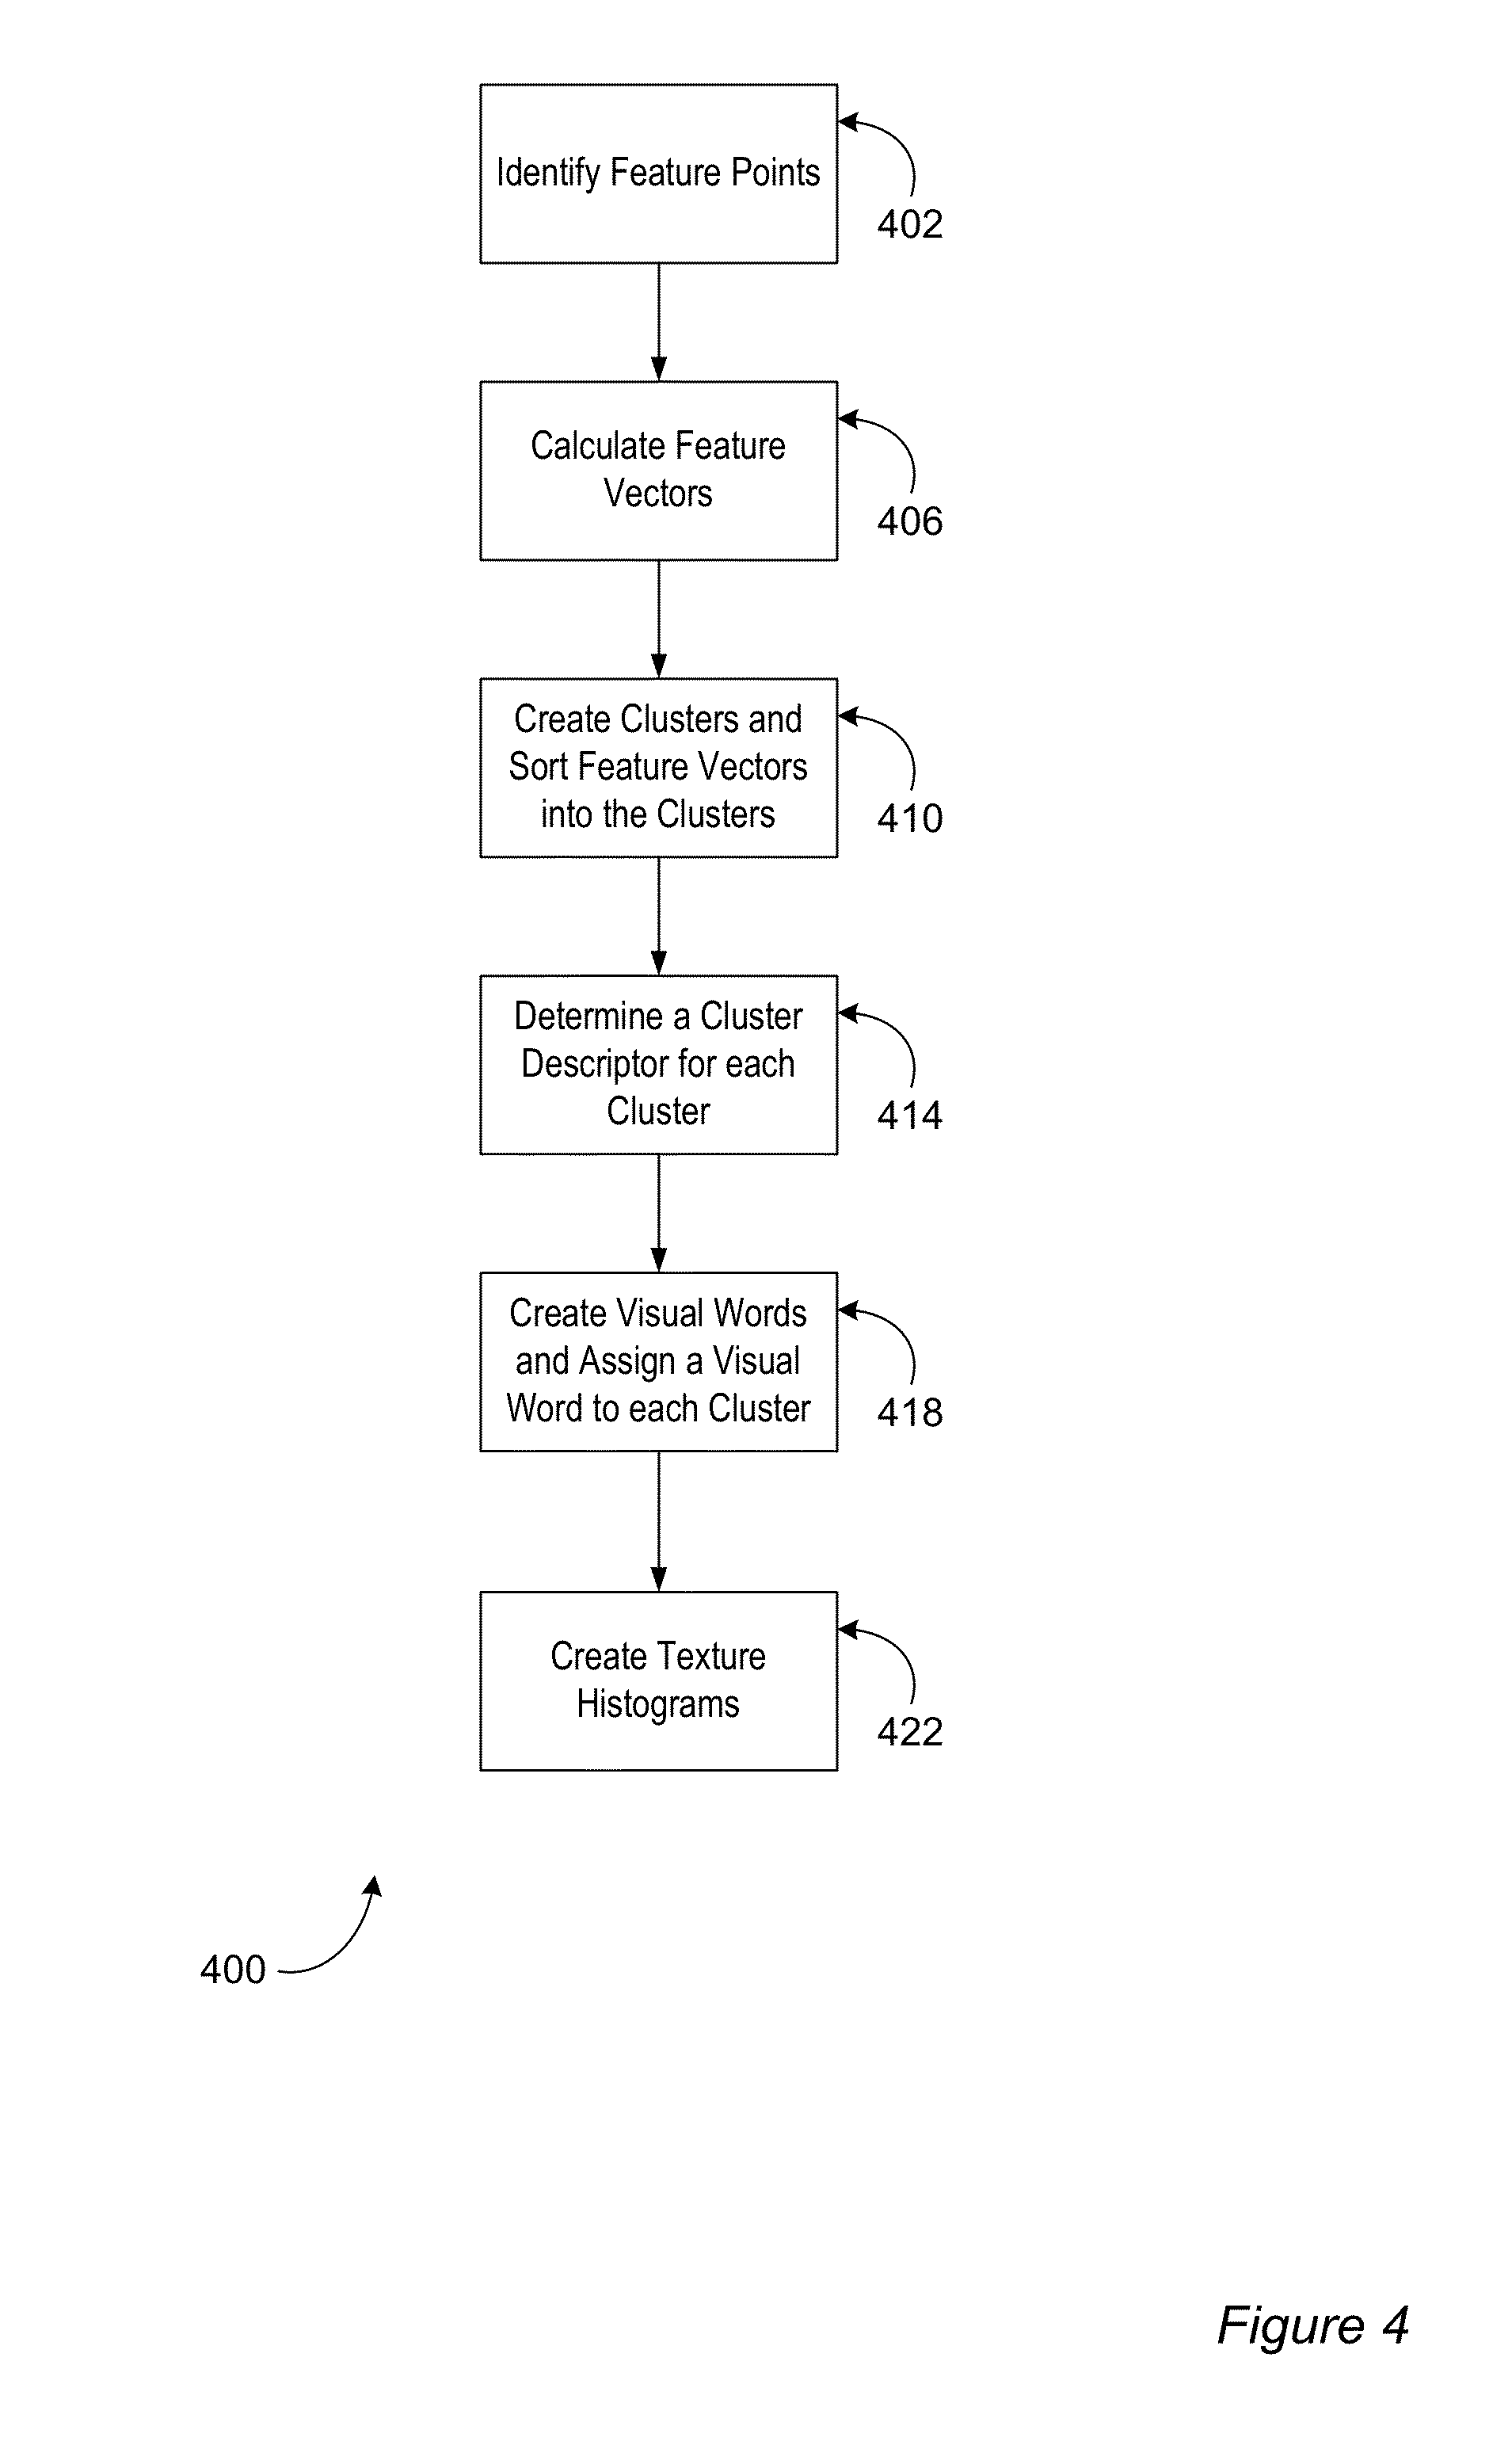 Identify Feature Points
402
Calculate Feature
Vectors
406
Create Clusters and
Sort Feature Vectors
into the Clusters
410
Determine a Cluster
Descriptor for each
Cluster
414
Create Visual Words
and Assign a Visual
Word to each Cluster
418
Create Texture
Histograms
422
400
Figure 4